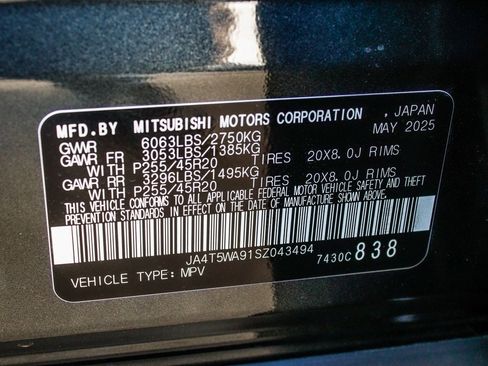 MFD.BY MITSUBISHI MOTORS CORPORATION , JAPAN
GVWR 6063LBS/2750KG MAY 2025
GAWR FR 3053LBS/1385KG
WITH P255/45R20 TIRES 20X8.0J RIMS
GAWR RR 3296LBS/1495KG
WITH P255/45R20 TIRES 20X8.0J RIMS
THIS VEHICLE CONFORMS TO ALL APPLICABLE FEDERAL MOTOR VEHICLE SAFETY AND THEFT
PREVENTION STANDARDS IN EFFECT ON THE DATE OF MANUFACTURE SHOWN ABOVE.
JA4T5WA91SZ043494
VEHICLE TYPE: MPV 7430C 838